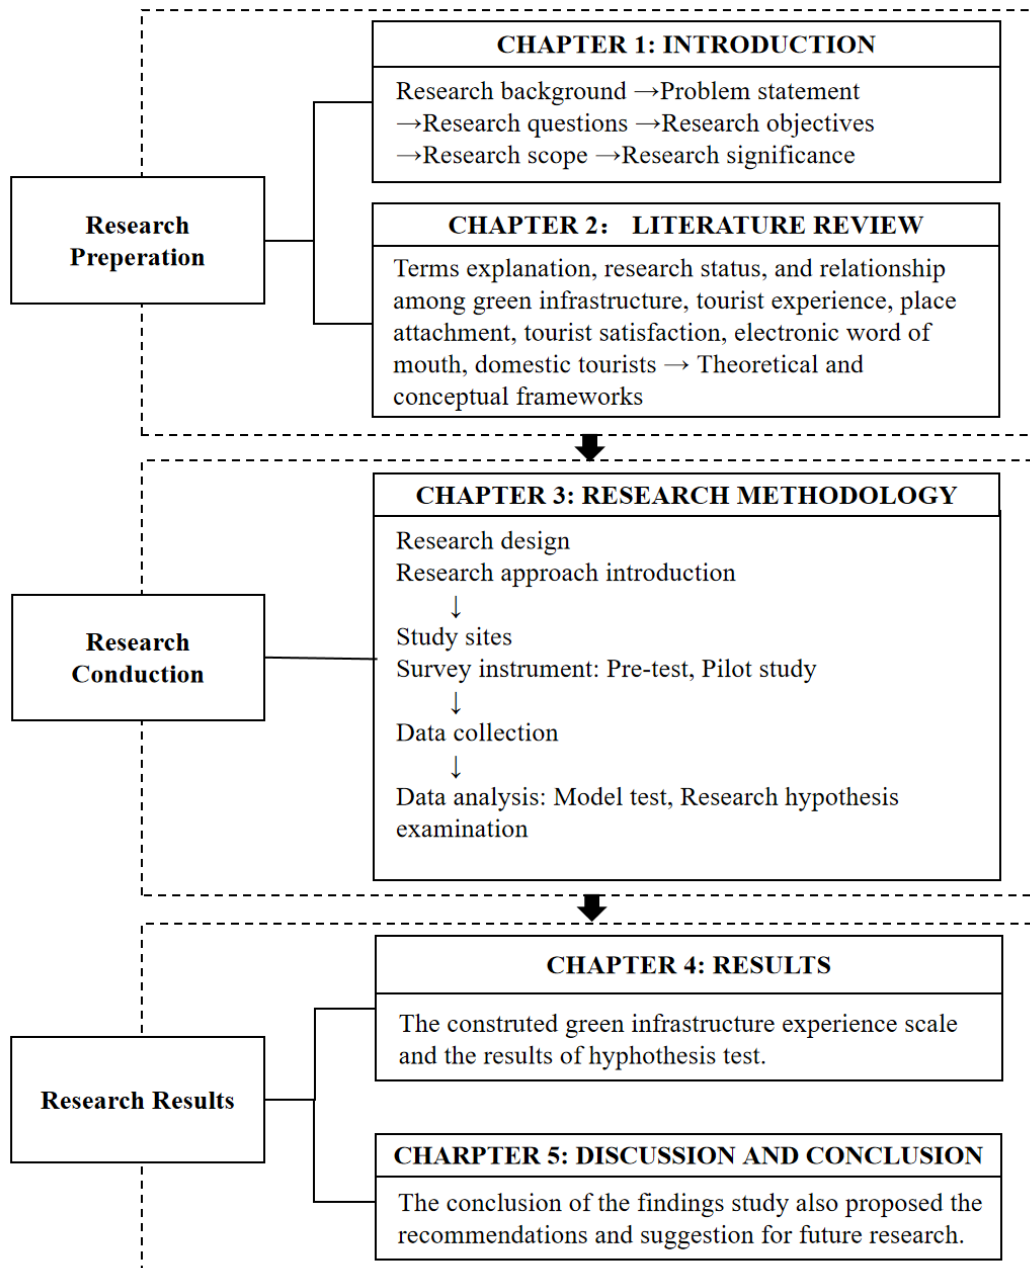 CHAPTER 1: INTRODUCTION
Research background →Problem statement
→Research questions →Research objectives
→Research scope →Research significance
Research
Preperation
CHAPTER 2： LITERATURE REVIEW
Terms explanation, research status, and relationship
among green infrastructure, tourist experience, place
attachment, tourist satisfaction, electronic word of
mouth, domestic tourists → Theoretical and
conceptual frameworks
CHAPTER 3: RESEARCH METHODOLOGY
Research design
Research approach introduction
↓
Study sites
Survey instrument: Pre-test, Pilot study
↓
Data collection
↓
Data analysis: Model test, Research hypothesis
examination
Research
Conduction
CHAPTER 4: RESULTS
The construted green infrastructure experience scale
and the results of hyphothesis test.
Research Results
CHARPTER 5: DISCUSSION AND CONCLUSION
The conclusion of the findings study also proposed the
recommendations and suggestion for future research.